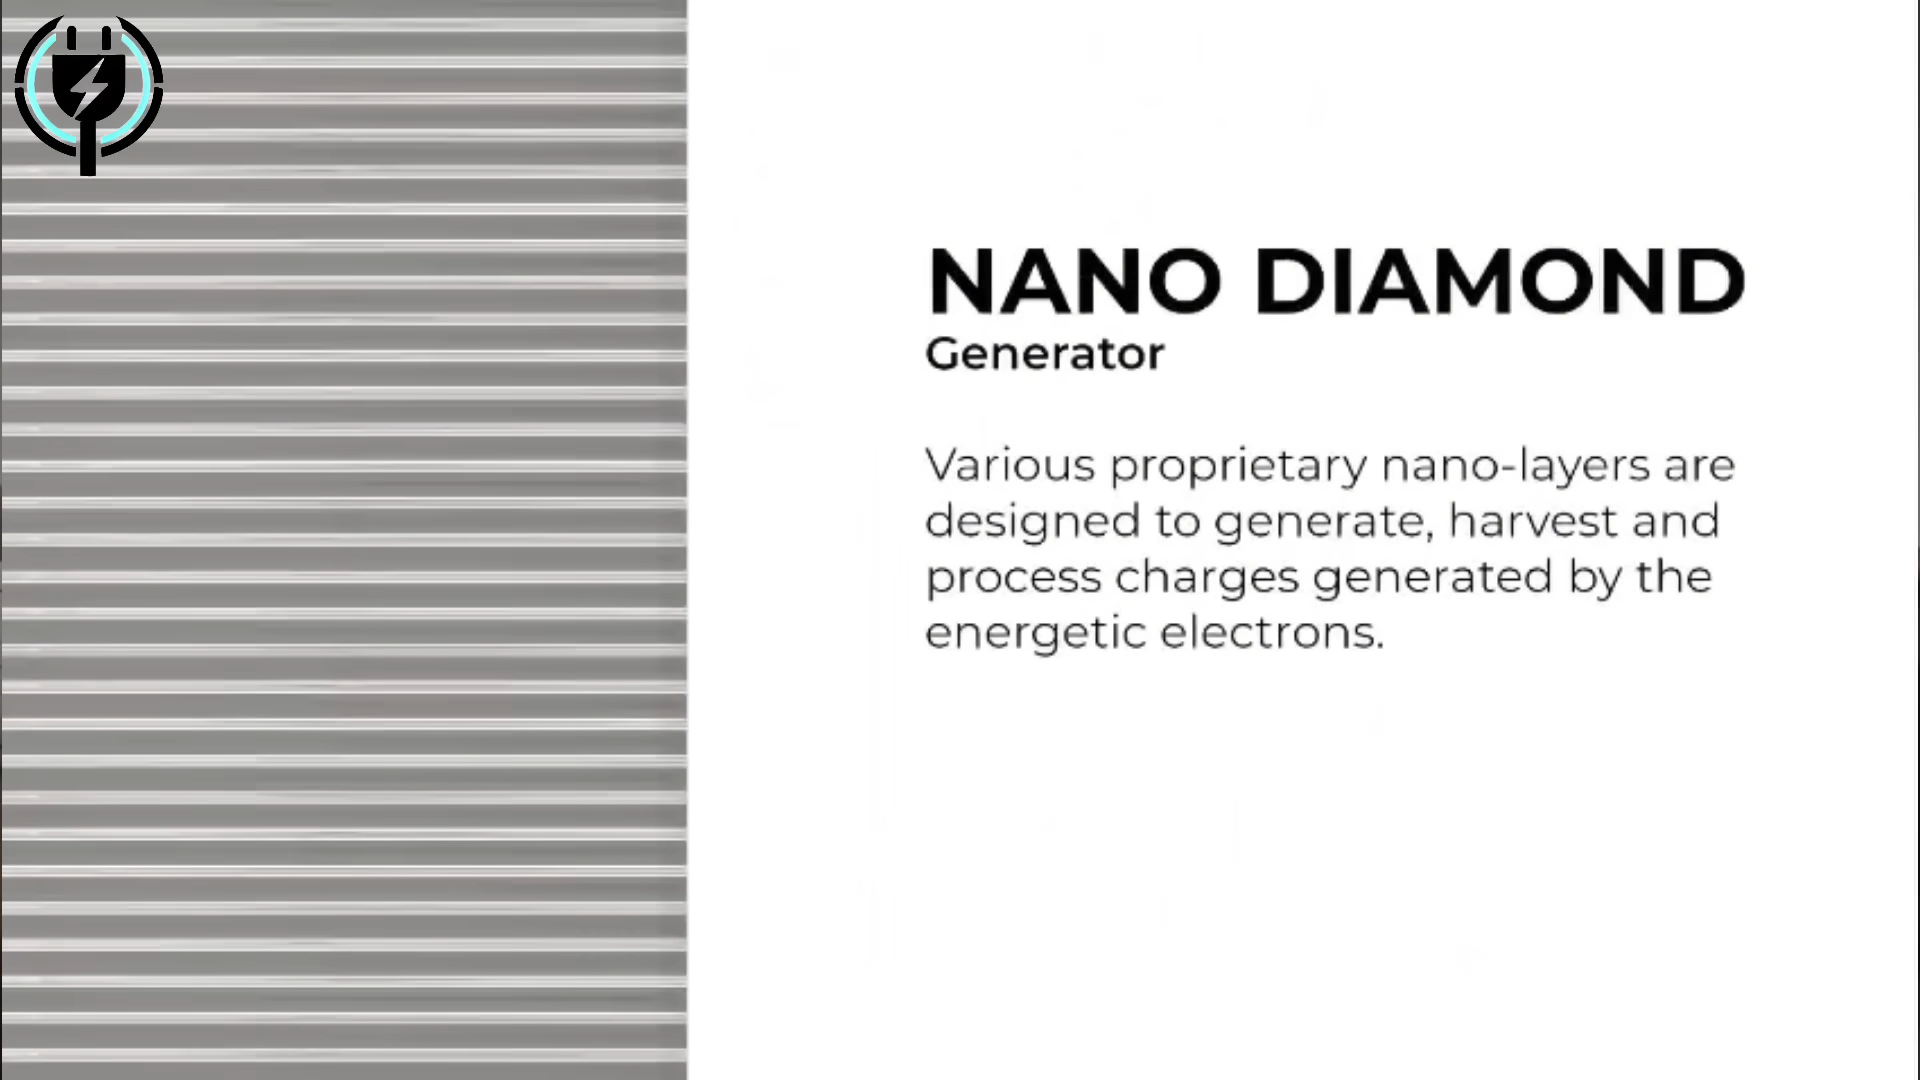 NANO DIAMOND
Generator
Various proprietary nano-layers are
designed to generate, harvest and
process charges generated by the
energetic electrons.